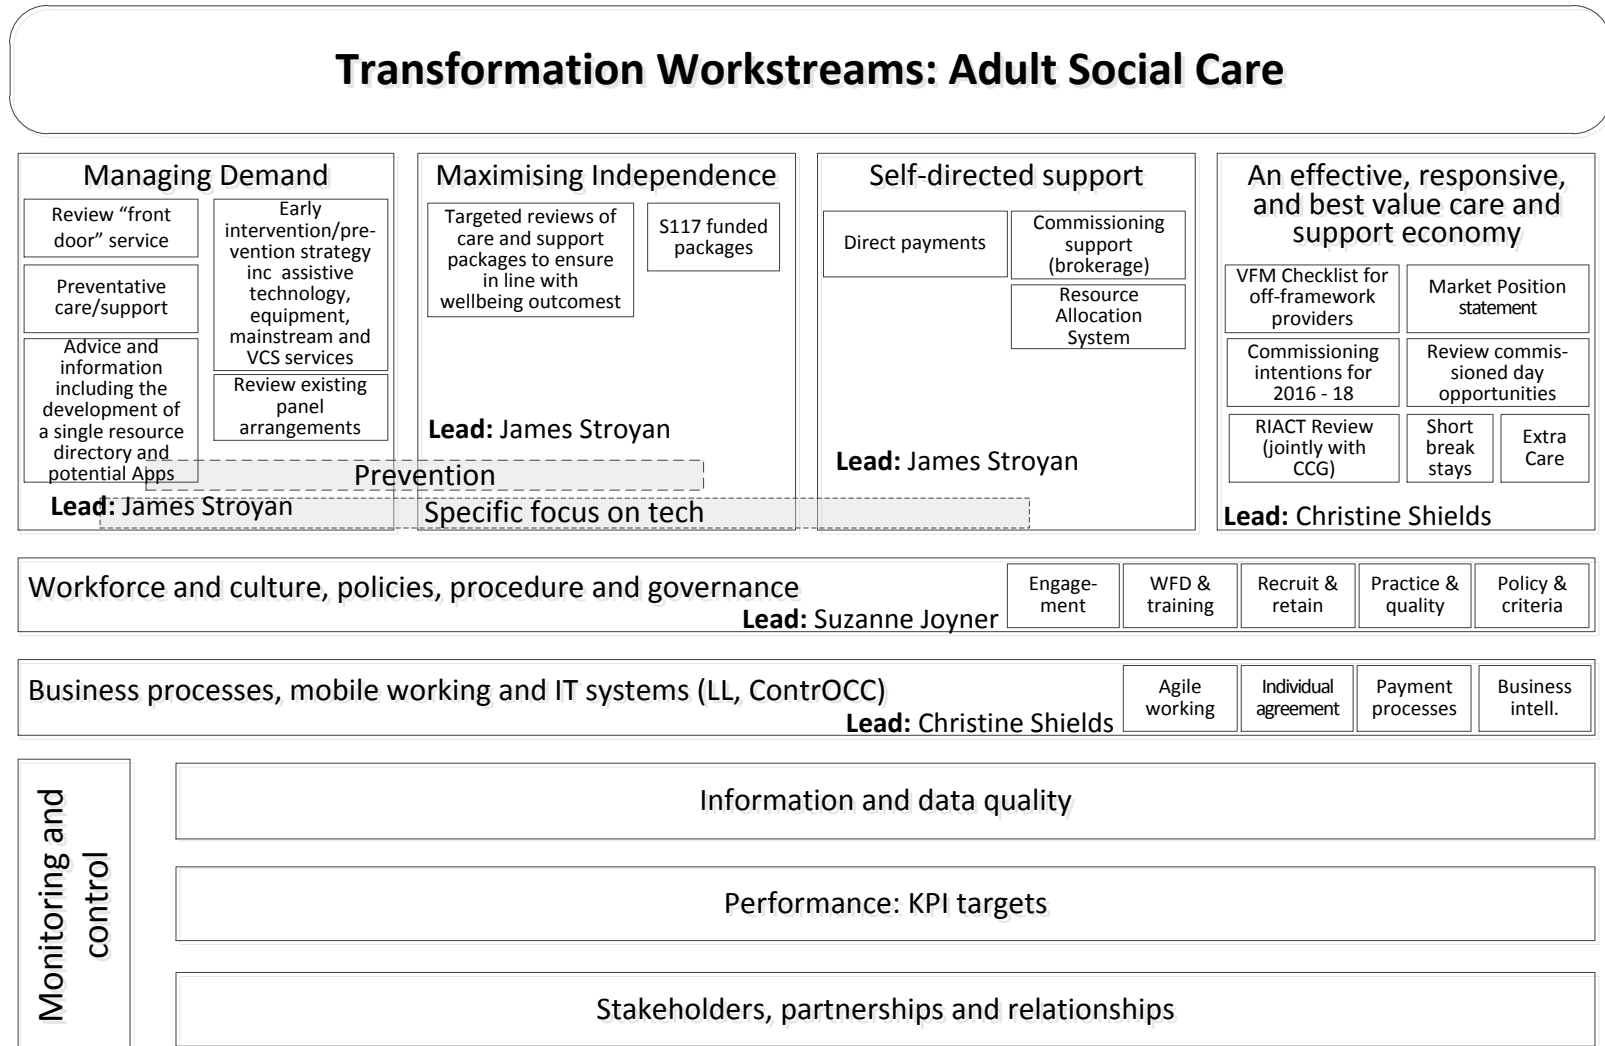 Transformation Workstreams: Adult Social Care
Managing Demand
Review “front
door” service
Preventative
care/support
Advice and
information
including the
development of
a single resource
directory and
potential Apps
Early
intervention/pre-
vention strategy
inc assistive
technology,
equipment,
mainstream and
VCS services
Review existing
panel
arrangements
Lead: James Stroyan
Maximising Independence
Targeted reviews of
care and support
packages to ensure
in line with
wellbeing outcomest
S117 funded
packages
Lead: James Stroyan
Prevention
Specific focus on tech
Self-directed support
Direct payments
Commissioning
support
(brokerage)
Resource
Allocation
System
Lead: James Stroyan
An effective, responsive,
and best value care and
support economy
VFM Checklist for
off-framework
providers
Market Position
statement
Commissioning
intentions for
2016 - 18
Review commis-
sioned day
opportunities
RIACT Review
(jointly with
CCG)
Short
break
stays
Extra
Care
Lead: Christine Shields
Workforce and culture, policies, procedure and governance
Lead: Suzanne Joyner
Engage-
ment
WFD &
training
Recruit &
retain
Practice &
quality
Policy &
criteria
Business processes, mobile working and IT systems (LL, ContrOCC)
Lead: Christine Shields
Agile
working
Individual
agreement
Payment
processes
Business
intell.
Monitoring and
control
Information and data quality
Performance: KPI targets
Stakeholders, partnerships and relationships